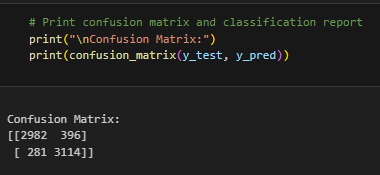 # Print confusion matrix and classification report
print("\nConfusion Matrix:")
print(confusion_matrix(y_test, y_pred))
Confusion Matrix:
[[2982  396]
 [ 281 3114]]